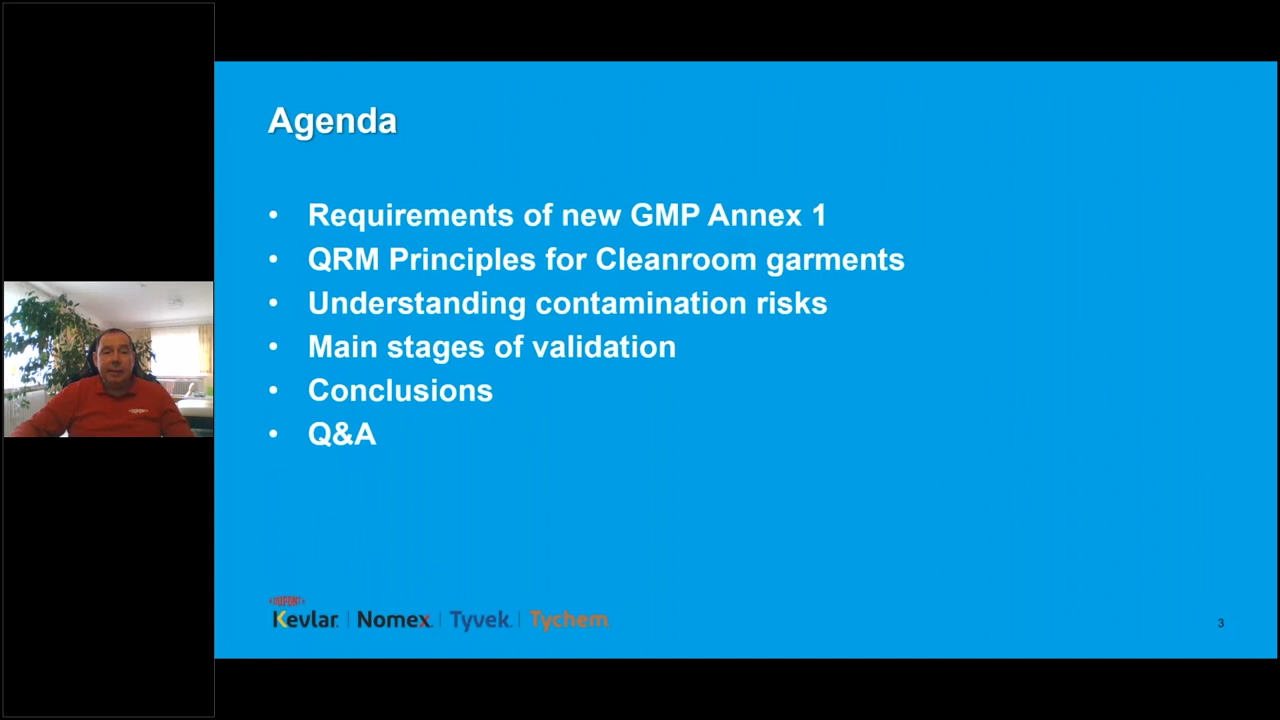 Agenda
• Requirements of new GMP Annex 1
• QRM Principles for Cleanroom garments
• Understanding contamination risks
• Main stages of validation
• Conclusions
• Q&A
DUPONT
Kevlar. | Nomex. | Tyvek. | Tychem.
3